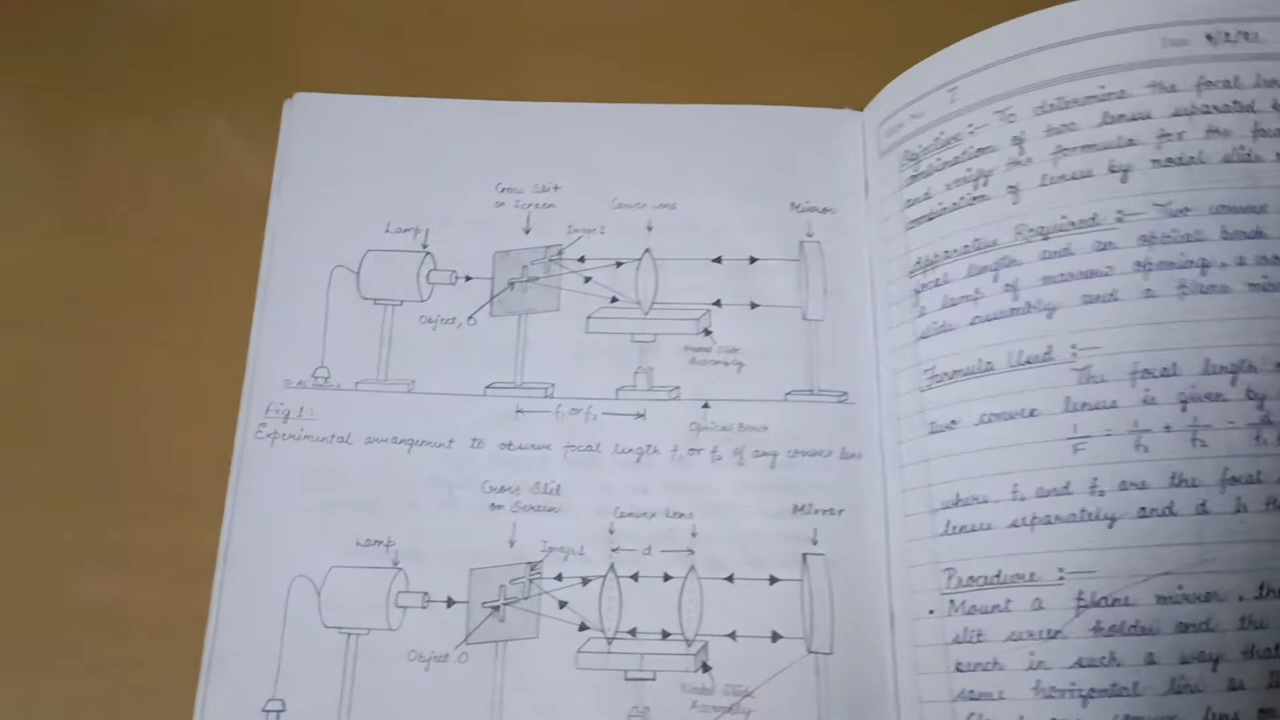 Cross Slit
on Screen
Convex Lens
Mirror
Lamp
Image I
Object, O
Nodal Slide
Assembly
f₁ or f₂
Optical Bench
Fig 1:
Experimental arrangement to observe focal length f₁ or f₂ of any convex lens
Cross Slit
on Screen
Convex Lens
Mirror
Lamp
Image I
d
Object O
Nodal Slide
Assembly
I
Objective :- To determine the focal
combination of two lenses separated
and verify the formula for the
combination of lenses by nodal slide
Apparatus Required :- Two convex
focal length and an optical bench
a lamp of narrow opening, a
slide assembly and a plane
Formula Used :-
The focal length
two convex lenses is given by
1/F = 1/f₁ + 1/f₂ -
where, f₁ and f₂ are the focal
lenses separately and d is
Procedure :-
• Mount a plane mirror, the
slit screen holder and the
bench in such a way that
same horizontal line as